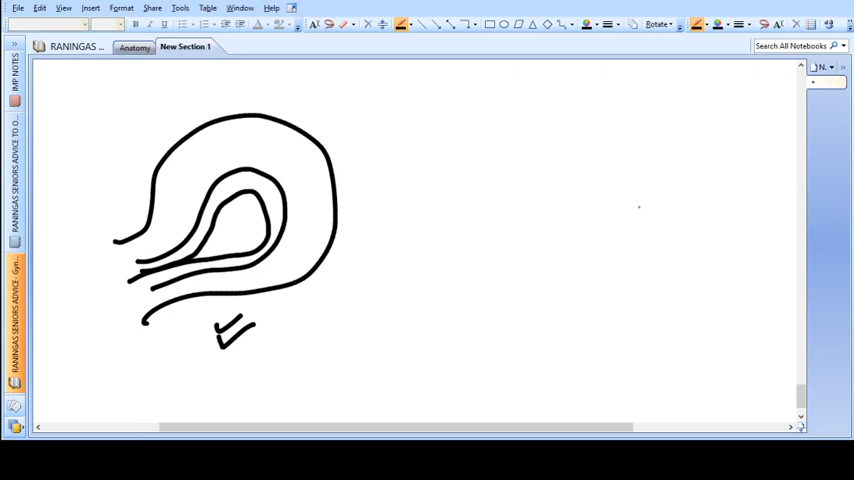 File Edit View Insert Format Share Tools Table Window Help
B I U Rotate
RANINGAS ... Anatomy New Section 1 Search All Notebooks
N.
IMP NOTES
RANINGAS SENIORS ADVICE TO O...
RANINGAS SENIORS ADVICE- Gyn...